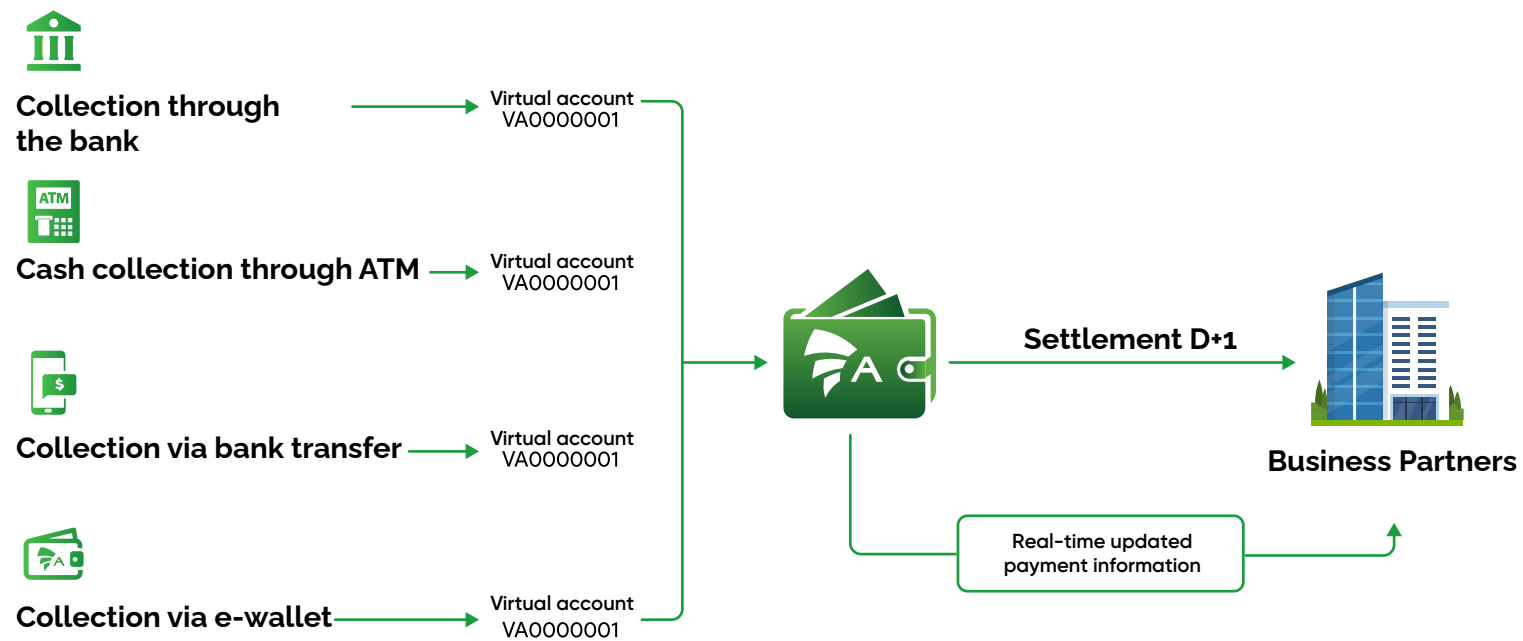 Collection through
the bank
Virtual account
VA0000001
ATM
Cash collection through ATM
Virtual account
VA0000001
$
Collection via bank transfer
Virtual account
VA0000001
A
Collection via e-wallet
Virtual account
VA0000001
A
Settlement D+1
Business Partners
Real-time updated
payment information